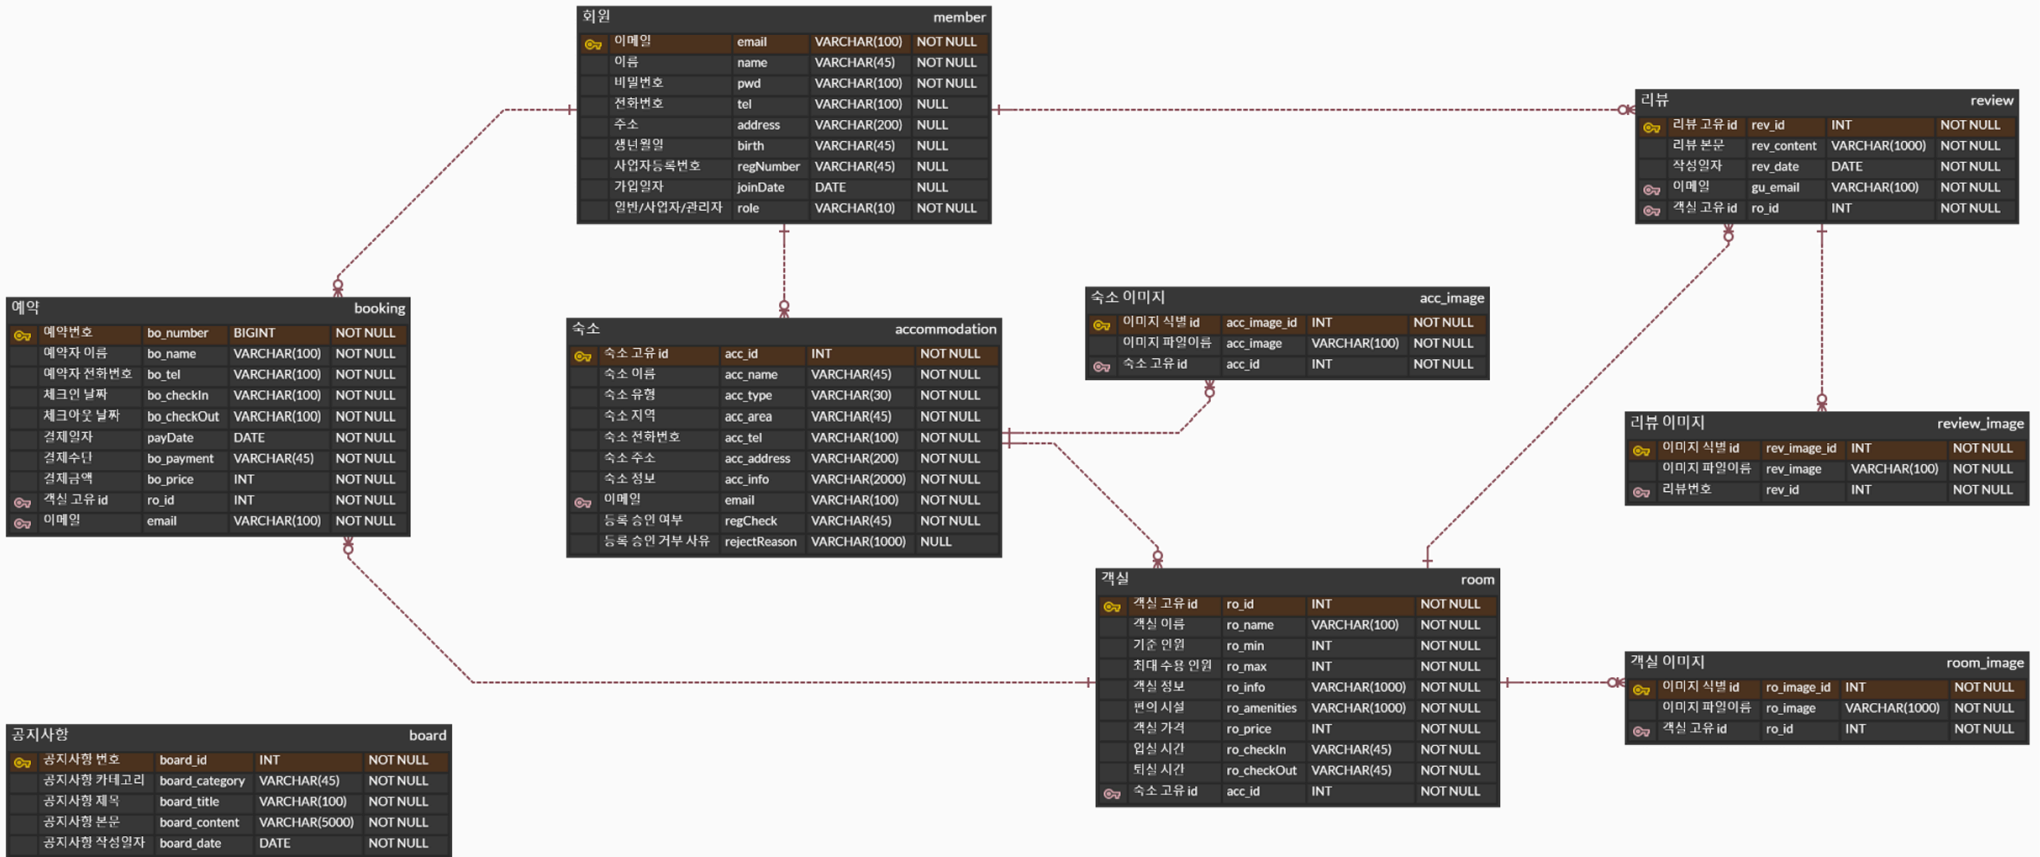 회원 member
이메일 email VARCHAR(100) NOT NULL
이름 name VARCHAR(45) NOT NULL
비밀번호 pwd VARCHAR(100) NOT NULL
전화번호 tel VARCHAR(100) NULL
주소 address VARCHAR(200) NULL
생년월일 birth VARCHAR(45) NULL
사업자등록번호 regNumber VARCHAR(45) NULL
가입일자 joinDate DATE NULL
일반/사업자/관리자 role VARCHAR(10) NOT NULL
리뷰 review
리뷰 고유 id rev_id INT NOT NULL
리뷰 본문 rev_content VARCHAR(1000) NOT NULL
작성일자 rev_date DATE NOT NULL
이메일 gu_email VARCHAR(100) NOT NULL
객실 고유 id ro_id INT NOT NULL
예약 booking
예약번호 bo_number BIGINT NOT NULL
예약자 이름 bo_name VARCHAR(100) NOT NULL
예약자 전화번호 bo_tel VARCHAR(100) NOT NULL
체크인 날짜 bo_checkIn VARCHAR(100) NOT NULL
체크아웃 날짜 bo_checkOut VARCHAR(100) NOT NULL
결제일자 payDate DATE NOT NULL
결제수단 bo_payment VARCHAR(45) NOT NULL
결제금액 bo_price INT NOT NULL
객실 고유 id ro_id INT NOT NULL
이메일 email VARCHAR(100) NOT NULL
숙소 accommodation
숙소 고유 id acc_id INT NOT NULL
숙소 이름 acc_name VARCHAR(45) NOT NULL
숙소 유형 acc_type VARCHAR(30) NOT NULL
숙소 지역 acc_area VARCHAR(45) NOT NULL
숙소 전화번호 acc_tel VARCHAR(100) NOT NULL
숙소 주소 acc_address VARCHAR(200) NOT NULL
숙소 정보 acc_info VARCHAR(2000) NOT NULL
이메일 email VARCHAR(100) NOT NULL
등록 승인 여부 regCheck VARCHAR(45) NOT NULL
등록 승인 거부 사유 rejectReason VARCHAR(1000) NULL
숙소 이미지 acc_image
이미지 식별 id acc_image_id INT NOT NULL
이미지 파일이름 acc_image VARCHAR(100) NOT NULL
숙소 고유 id acc_id INT NOT NULL
리뷰 이미지 review_image
이미지 식별 id rev_image_id INT NOT NULL
이미지 파일이름 rev_image VARCHAR(100) NOT NULL
리뷰번호 rev_id INT NOT NULL
객실 room
객실 고유 id ro_id INT NOT NULL
객실 이름 ro_name VARCHAR(100) NOT NULL
기준 인원 ro_min INT NOT NULL
최대 수용 인원 ro_max INT NOT NULL
객실 정보 ro_info VARCHAR(1000) NOT NULL
편의 시설 ro_amenities VARCHAR(1000) NOT NULL
객실 가격 ro_price INT NOT NULL
입실 시간 ro_checkIn VARCHAR(45) NOT NULL
퇴실 시간 ro_checkOut VARCHAR(45) NOT NULL
숙소 고유 id acc_id INT NOT NULL
객실 이미지 room_image
이미지 식별 id ro_image_id INT NOT NULL
이미지 파일이름 ro_image VARCHAR(1000) NOT NULL
객실 고유 id ro_id INT NOT NULL
공지사항 board
공지사항 번호 board_id INT NOT NULL
공지사항 카테고리 board_category VARCHAR(45) NOT NULL
공지사항 제목 board_title VARCHAR(100) NOT NULL
공지사항 본문 board_content VARCHAR(5000) NOT NULL
공지사항 작성일자 board_date DATE NOT NULL